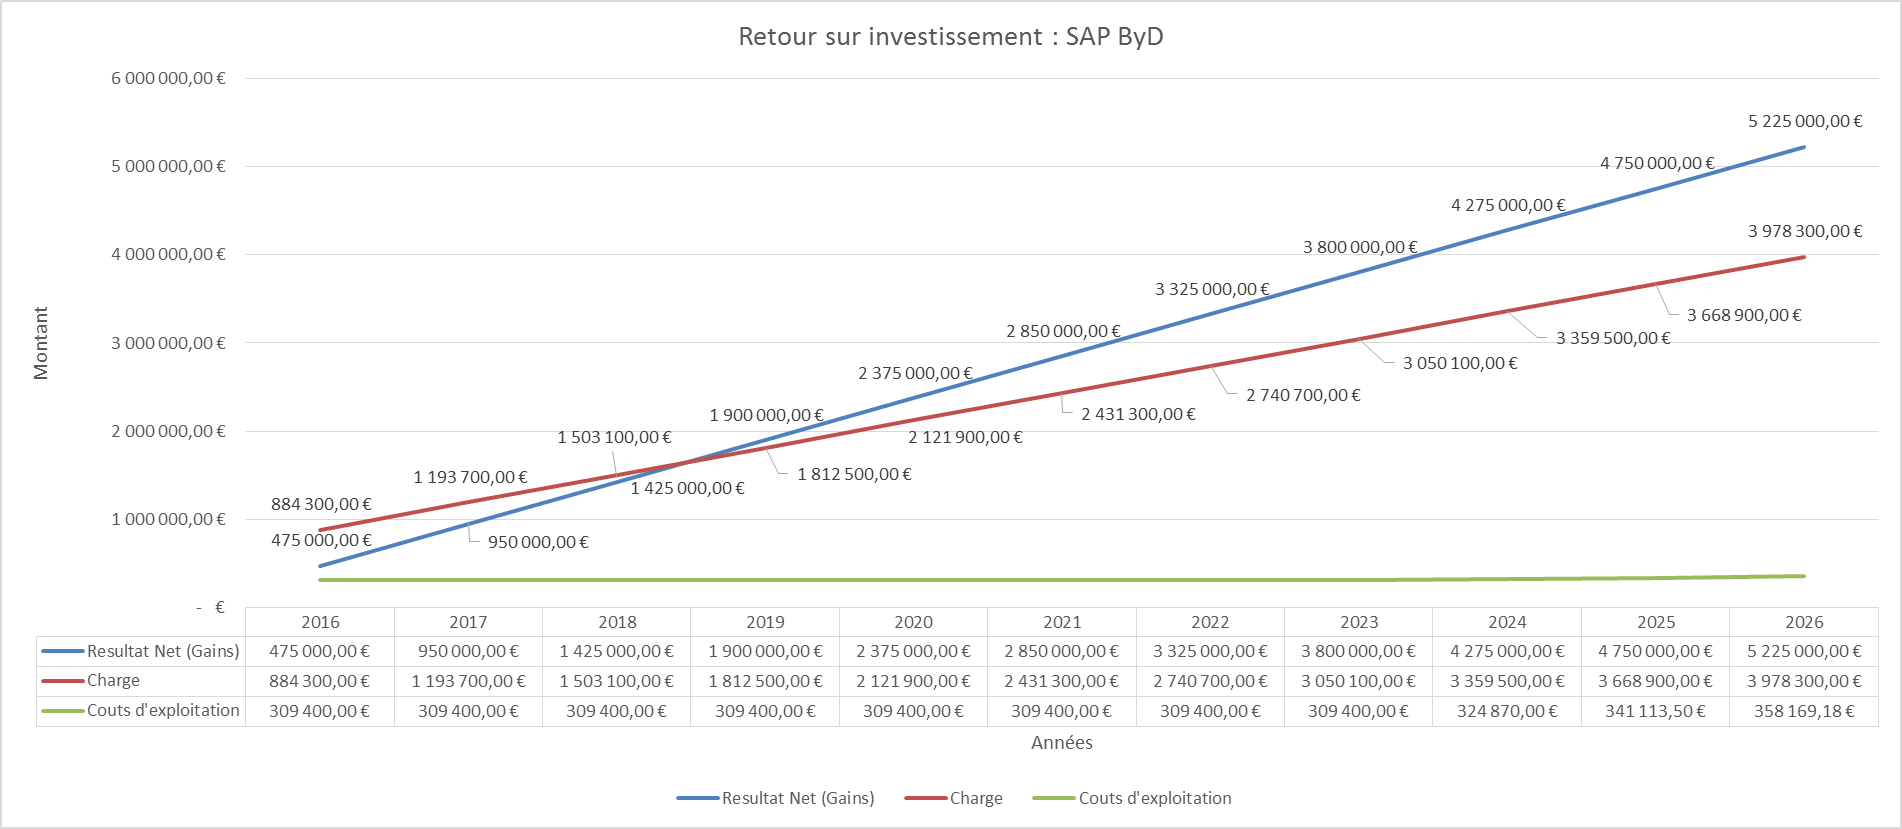 Retour sur investissement : SAP ByD
6 000 000,00 €
5 225 000,00 €
5 000 000,00 €
4 750 000,00 €
4 275 000,00 €
3 978 300,00 €
4 000 000,00 €
3 800 000,00 €
3 325 000,00 €
3 668 900,00 €
Montant
3 000 000,00 €
2 850 000,00 €
3 359 500,00 €
3 050 100,00 €
2 375 000,00 €
2 740 700,00 €
2 000 000,00 €
1 900 000,00 €
2 431 300,00 €
1 503 100,00 €
2 121 900,00 €
1 193 700,00 €
1 812 500,00 €
1 425 000,00 €
884 300,00 €
1 000 000,00 €
475 000,00 €
950 000,00 €
- €
2016 2017 2018 2019 2020 2021 2022 2023 2024 2025 2026
Resultat Net (Gains) 475 000,00 € 950 000,00 € 1 425 000,00 € 1 900 000,00 € 2 375 000,00 € 2 850 000,00 € 3 325 000,00 € 3 800 000,00 € 4 275 000,00 € 4 750 000,00 € 5 225 000,00 €
Charge 884 300,00 € 1 193 700,00 € 1 503 100,00 € 1 812 500,00 € 2 121 900,00 € 2 431 300,00 € 2 740 700,00 € 3 050 100,00 € 3 359 500,00 € 3 668 900,00 € 3 978 300,00 €
Couts d'exploitation 309 400,00 € 309 400,00 € 309 400,00 € 309 400,00 € 309 400,00 € 309 400,00 € 309 400,00 € 309 400,00 € 324 870,00 € 341 113,50 € 358 169,18 €
Années
Resultat Net (Gains) Charge Couts d'exploitation